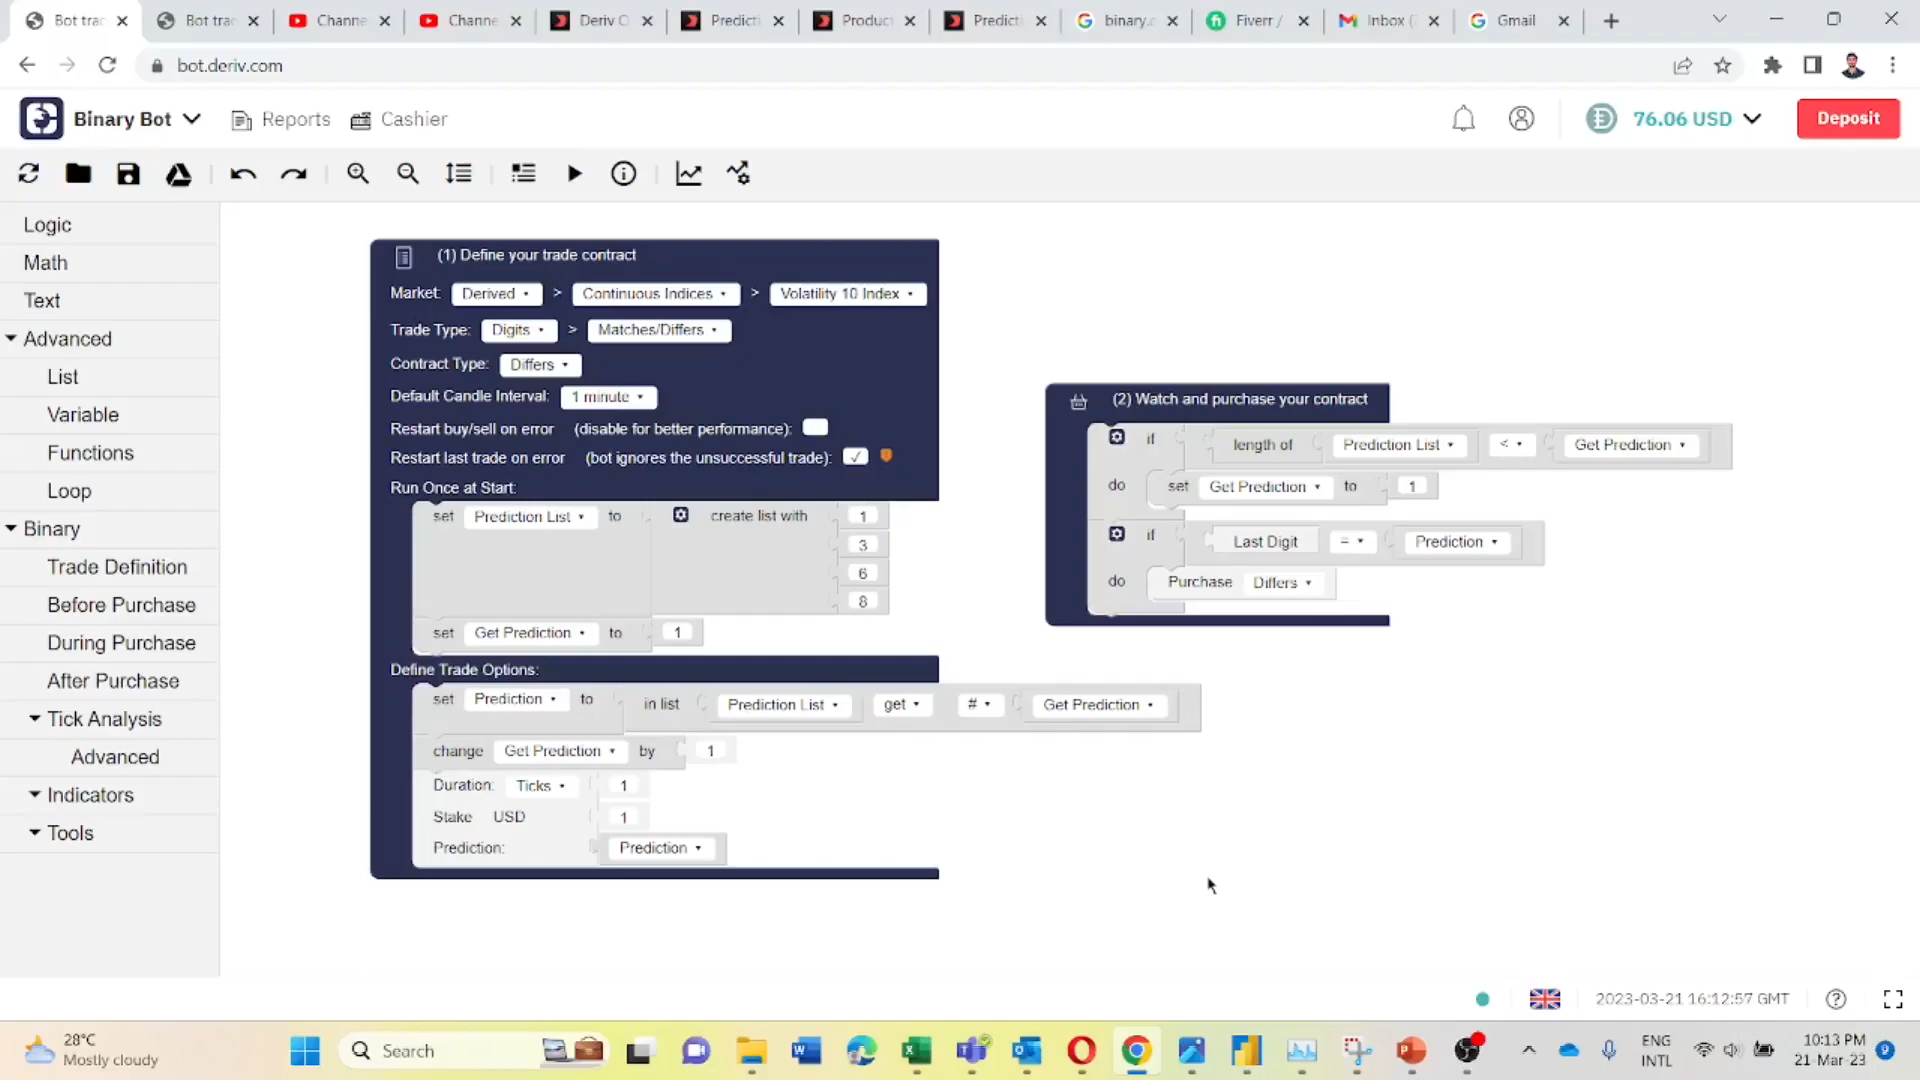 Bot trac
Bot trac
Channe
Channe
Deriv O
Predicti
Product
Predicti
binary.c
Fiverr /
Inbox (
Gmail
bot.deriv.com
Binary Bot
Reports
Cashier
76.06 USD
Deposit
Logic
Math
Text
Advanced
List
Variable
Functions
Loop
Binary
Trade Definition
Before Purchase
During Purchase
After Purchase
Tick Analysis
Advanced
Indicators
Tools
(1) Define your trade contract
Market: Derived > Continuous Indices > Volatility 10 Index
Trade Type: Digits > Matches/Differs
Contract Type: Differs
Default Candle Interval: 1 minute
Restart buy/sell on error (disable for better performance):
Restart last trade on error (bot ignores the unsuccessful trade): ✓
Run Once at Start:
set Prediction List to create list with 1
3
6
8
set Get Prediction to 1
Define Trade Options:
set Prediction to in list Prediction List get # Get Prediction
change Get Prediction by 1
Duration: Ticks 1
Stake USD 1
Prediction: Prediction
(2) Watch and purchase your contract
if length of Prediction List < Get Prediction
do set Get Prediction to 1
if Last Digit = Prediction
do Purchase Differs
2023-03-21 16:12:57 GMT
28°C
Mostly cloudy
Search
ENG
INTL
10:13 PM
21-Mar-23
9